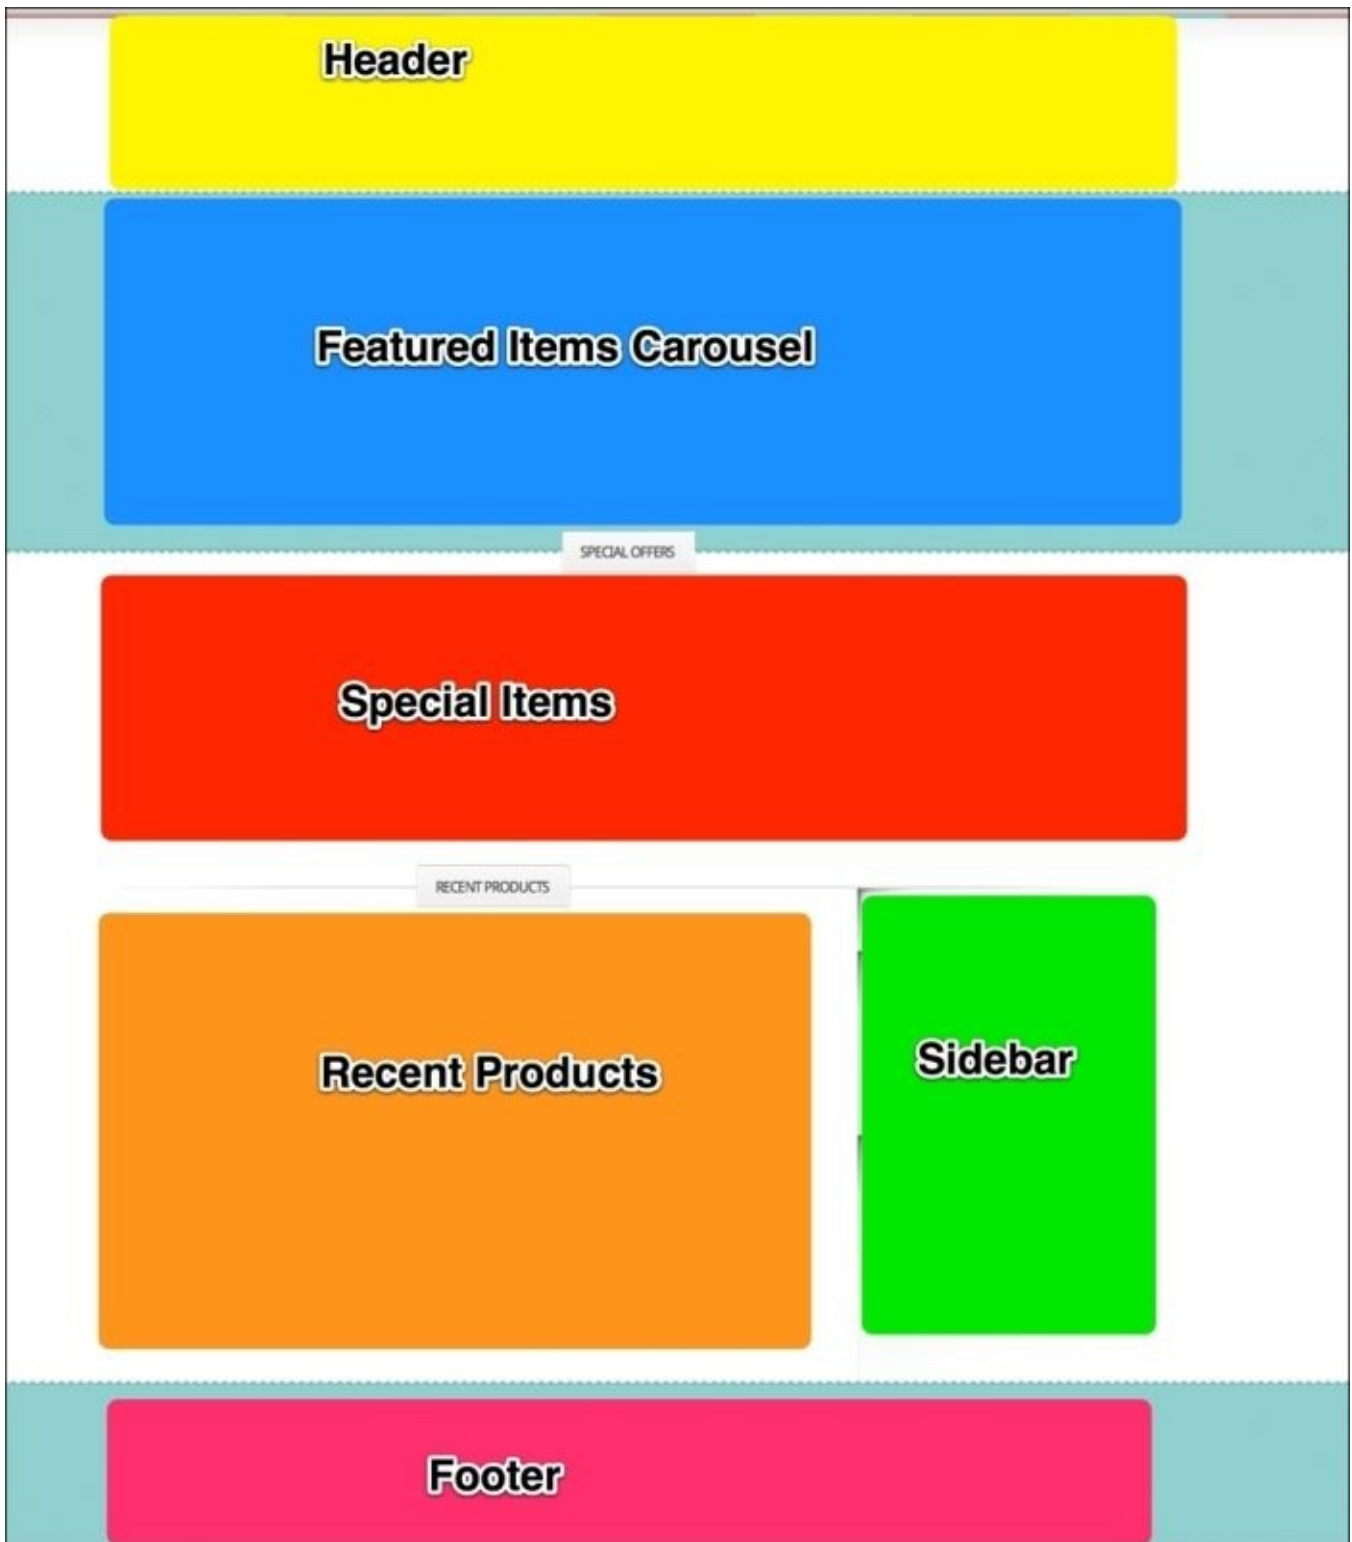 Header
Featured Items Carousel
SPECIAL OFFERS
Special Items
RECENT PRODUCTS
Recent Products
Sidebar
Footer